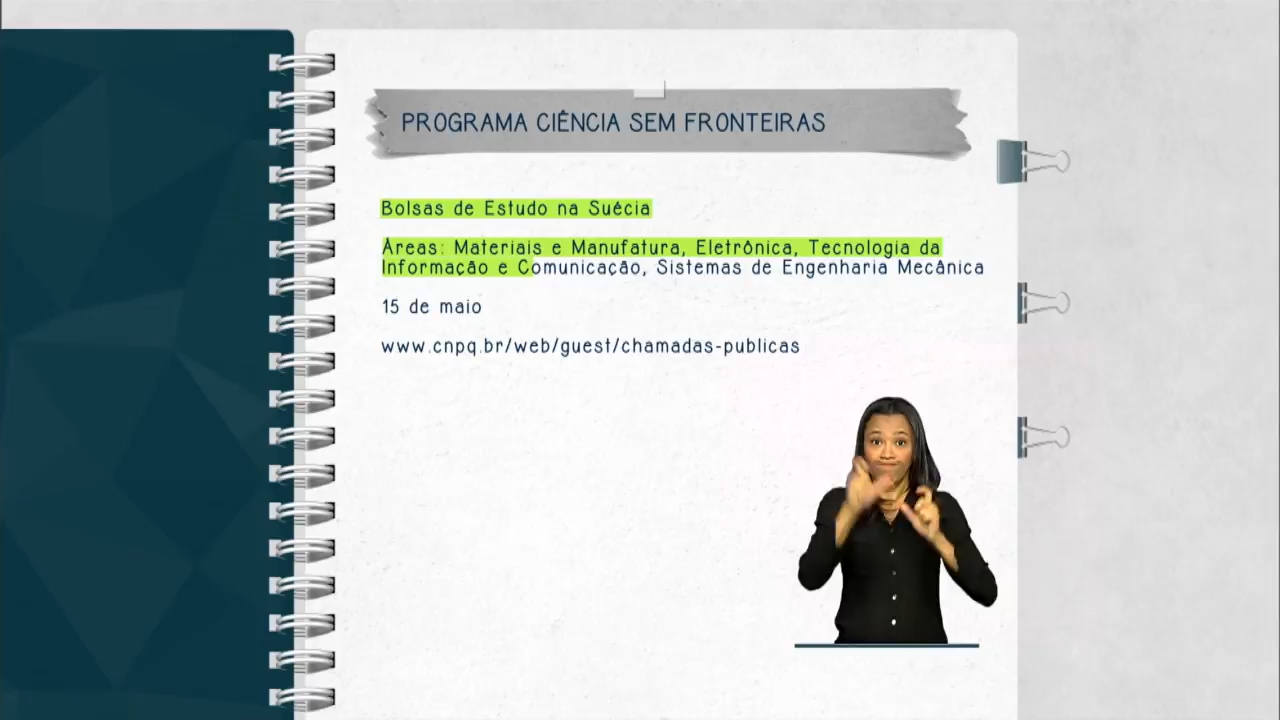 PROGRAMA CIÊNCIA SEM FRONTEIRAS
Bolsas de Estudo na Suécia
Áreas: Materiais e Manufatura, Eletrônica, Tecnologia da
Informação e Comunicação, Sistemas de Engenharia Mecânica
15 de maio
www.cnpq.br/web/guest/chamadas-publicas